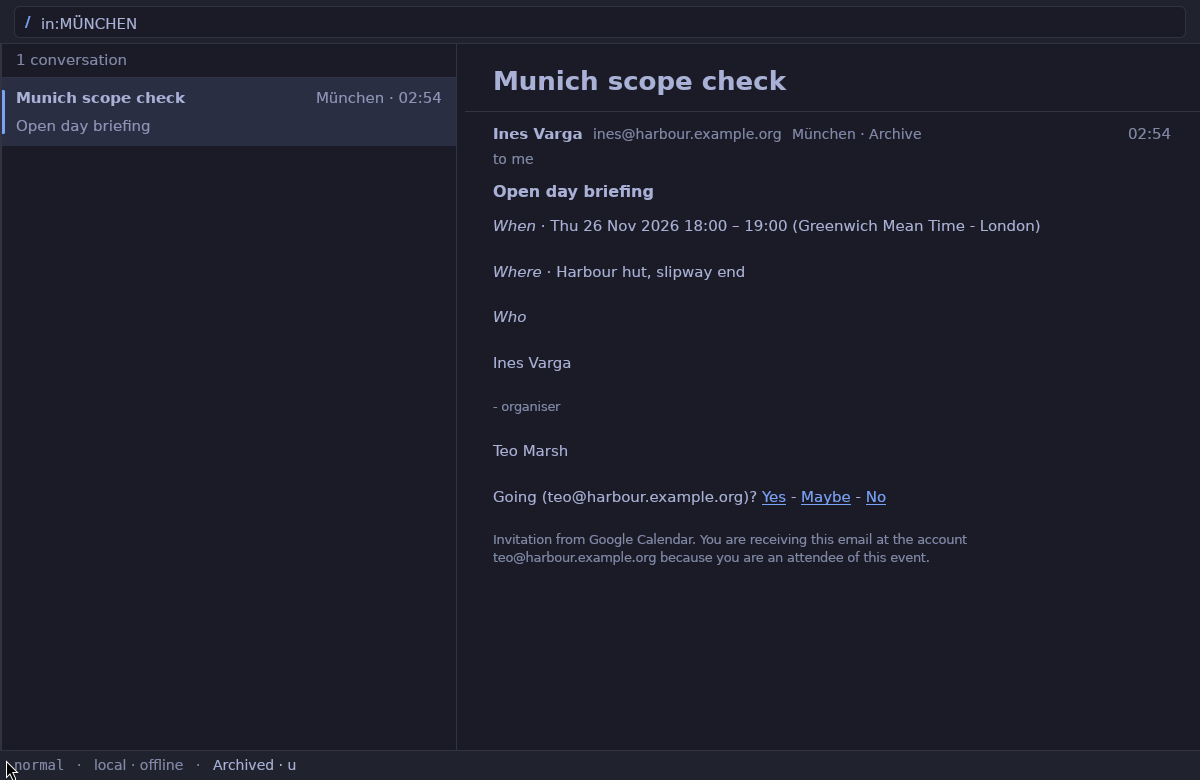 / in:MÜNCHEN
1 conversation
Munich scope check München · 02:54
Open day briefing
Munich scope check
Ines Varga ines@harbour.example.org München · Archive 02:54
to me
Open day briefing
When · Thu 26 Nov 2026 18:00 – 19:00 (Greenwich Mean Time - London)
Where · Harbour hut, slipway end
Who
Ines Varga
- organiser
Teo Marsh
Going (teo@harbour.example.org)? Yes - Maybe - No
Invitation from Google Calendar. You are receiving this email at the account
teo@harbour.example.org because you are an attendee of this event.
normal · local · offline · Archived · u